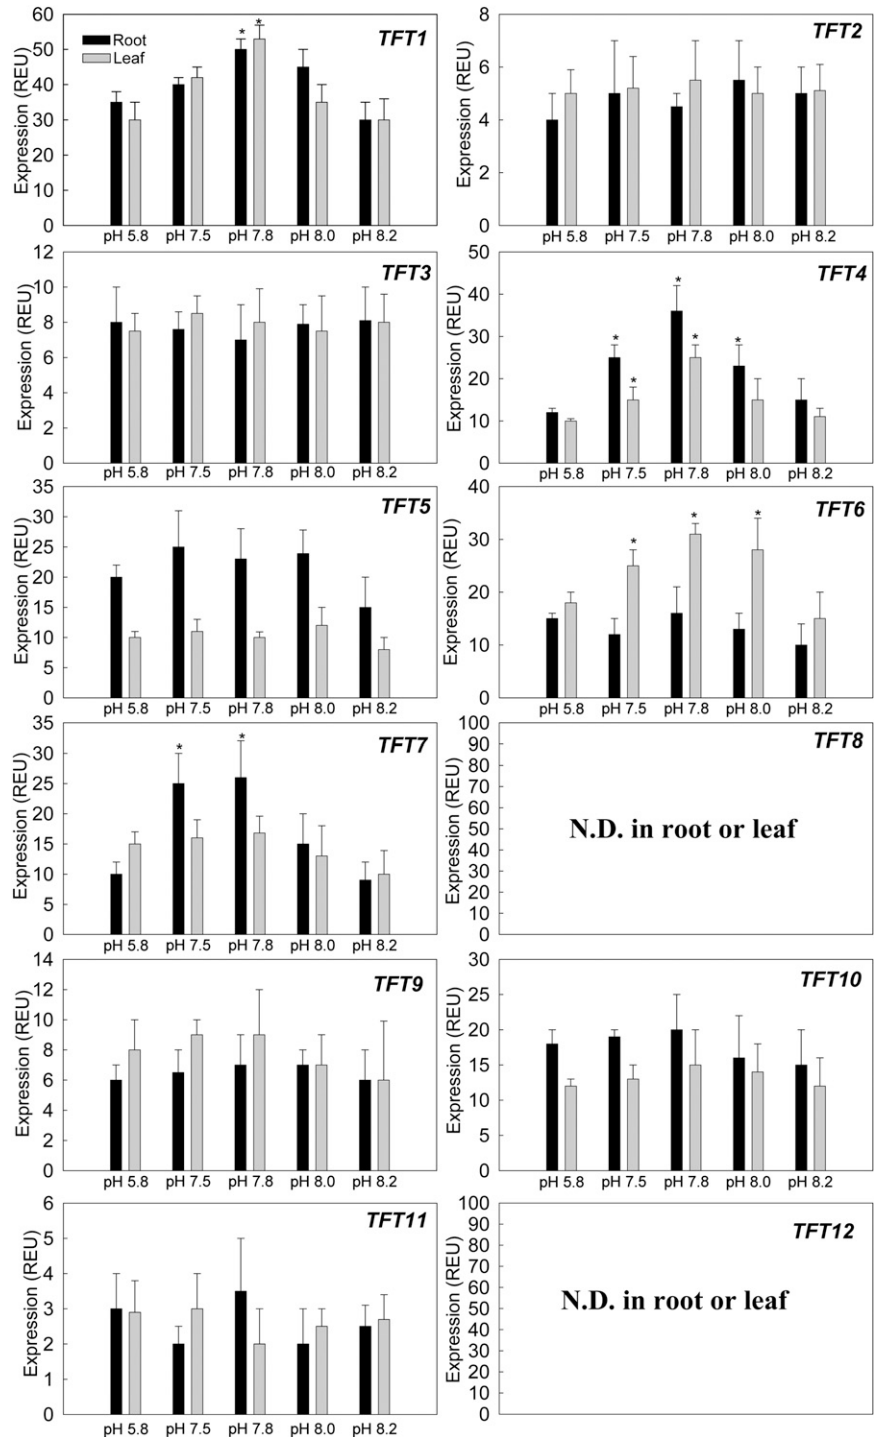 Expression (REU)
60
50
40
30
20
10
0
Root
Leaf
* *
TFT1
pH 5.8 pH 7.5 pH 7.8 pH 8.0 pH 8.2
Expression (REU)
8
6
4
2
0
TFT2
pH 5.8 pH 7.5 pH 7.8 pH 8.0 pH 8.2
Expression (REU)
12
10
8
6
4
2
0
TFT3
pH 5.8 pH 7.5 pH 7.8 pH 8.0 pH 8.2
Expression (REU)
50
40
30
20
10
0
TFT4
* * * * *
pH 5.8 pH 7.5 pH 7.8 pH 8.0 pH 8.2
Expression (REU)
35
30
25
20
15
10
5
0
TFT5
pH 5.8 pH 7.5 pH 7.8 pH 8.0 pH 8.2
Expression (REU)
40
30
20
10
0
TFT6
* * *
pH 5.8 pH 7.5 pH 7.8 pH 8.0 pH 8.2
Expression (REU)
35
30
25
20
15
10
5
0
TFT7
* *
pH 5.8 pH 7.5 pH 7.8 pH 8.0 pH 8.2
Expression (REU)
100
90
80
70
60
50
40
30
20
10
0
TFT8
N.D. in root or leaf
Expression (REU)
14
12
10
8
6
4
2
0
TFT9
pH 5.8 pH 7.5 pH 7.8 pH 8.0 pH 8.2
Expression (REU)
30
25
20
15
10
5
0
TFT10
pH 5.8 pH 7.5 pH 7.8 pH 8.0 pH 8.2
Expression (REU)
6
5
4
3
2
1
0
TFT11
pH 5.8 pH 7.5 pH 7.8 pH 8.0 pH 8.2
Expression (REU)
100
90
80
70
60
50
40
30
20
10
0
TFT12
N.D. in root or leaf